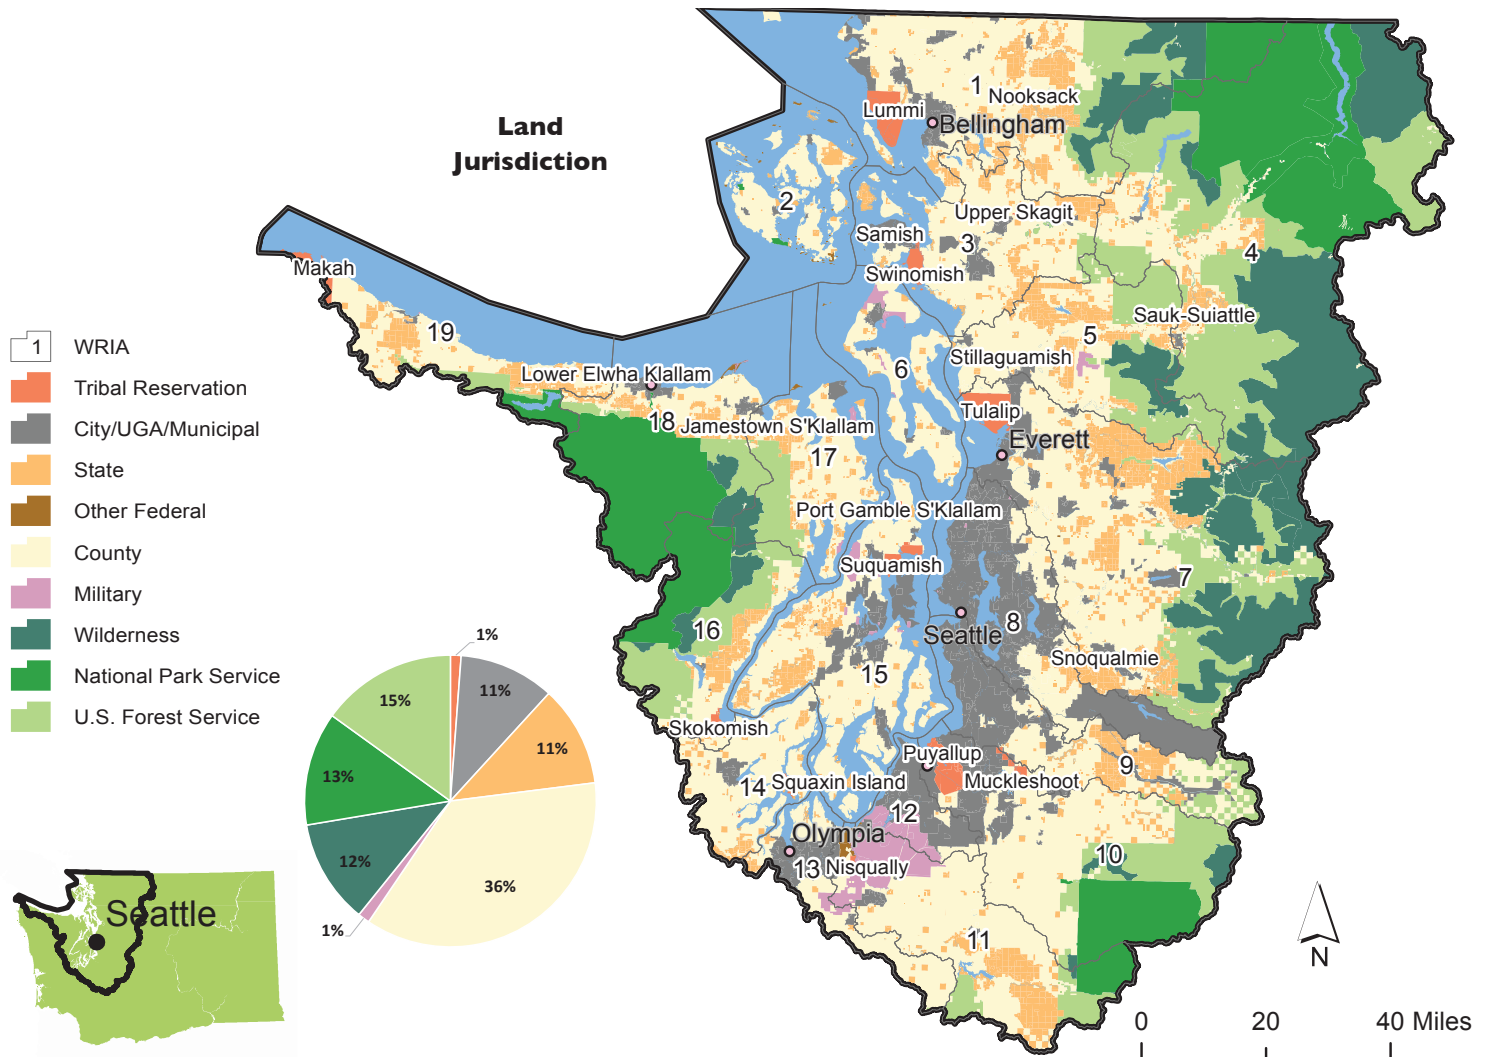 Land
Jurisdiction
1 WRIA
Tribal Reservation
City/UGA/Municipal
State
Other Federal
County
Military
Wilderness
National Park Service
U.S. Forest Service
1%
11%
11%
36%
1%
12%
13%
15%
Seattle
1
Nooksack
Lummi
Bellingham
2
Upper Skagit
Samish
3
4
Swinomish
Makah
19
Sauk-Suiattle
5
Stillaguamish
6
Lower Elwha Klallam
18
Jamestown S'Klallam
Tulalip
Everett
17
Port Gamble S'Klallam
Suquamish
7
Seattle
8
16
Snoqualmie
15
Skokomish
Puyallup
9
14
Squaxin Island
Muckleshoot
12
Olympia
10
13
Nisqually
11
N
0 20 40 Miles